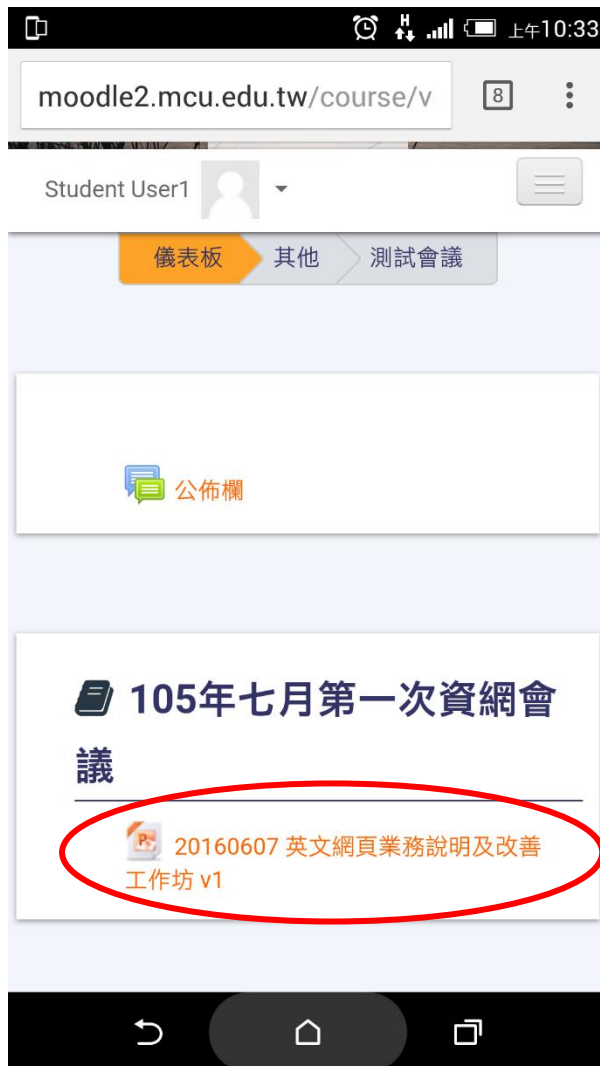 H
上午10:33
moodle2.mcu.edu.tw/course/v
8
Student User1
儀表板 其他 測試會議
公佈欄
105年七月第一次資網會
議
20160607 英文網頁業務說明及改善
工作坊 v1